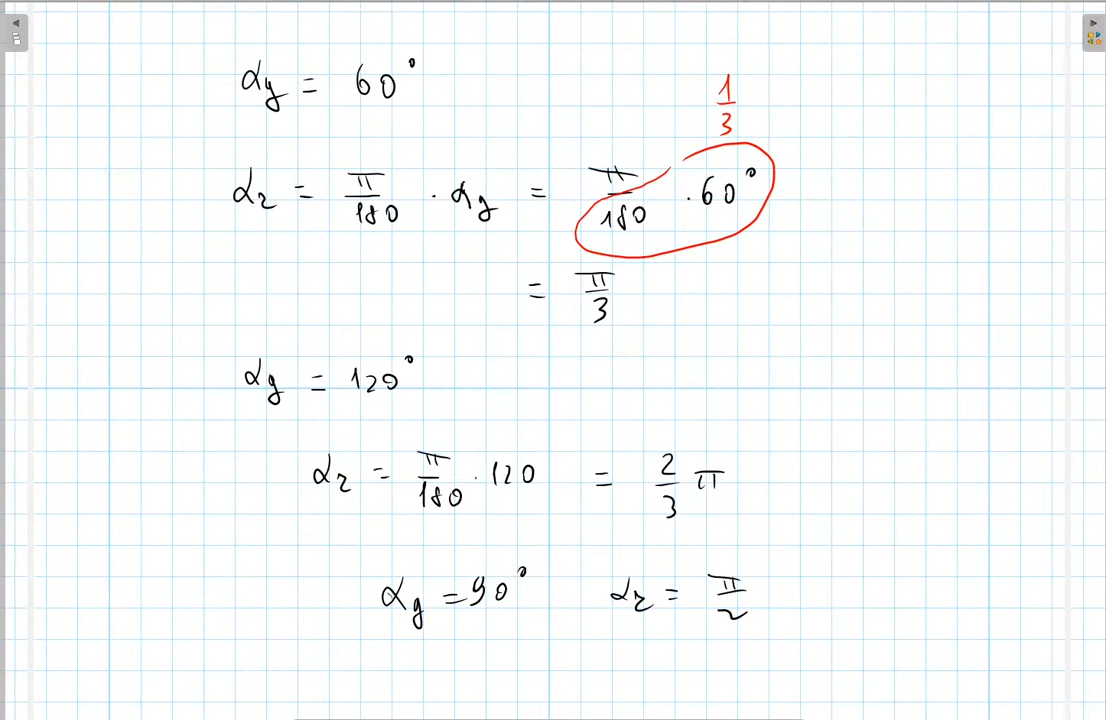 α_g = 60°
1/3
α_r = π/180 · α_g = π/180 · 60°
= π/3
α_g = 120°
α_r = π/180 · 120 = 2/3 π
α_g = 90° α_r = π/2